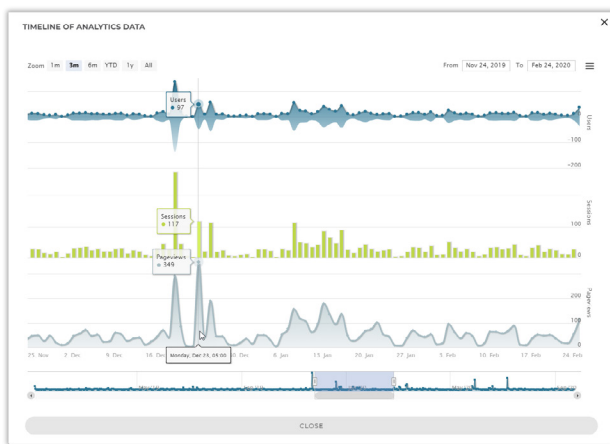 TIMELINE OF ANALYTICS DATA
×
Zoom 1m 3m 6m YTD 1y All
From Nov 24, 2019 To Feb 24, 2020
Users
97
Users
-100
-200
Sessions
117
Sessions
100
0
Pageviews
349
200
100
0
25. Nov 2. Dec 9. Dec 16. Dec 30. Dec 6. Jan 13. Jan 20. Jan 27. Jan 3. Feb 10. Feb 17. Feb 24. Feb
Monday, Dec 23, 05:00
CLOSE